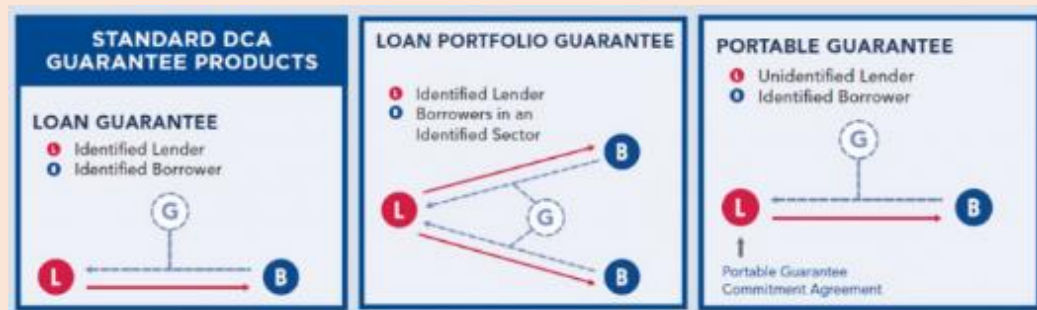 STANDARD DCA
GUARANTEE PRODUCTS
LOAN GUARANTEE
L Identified Lender
B Identified Borrower
G
L
B
LOAN PORTFOLIO GUARANTEE
L Identified Lender
B Borrowers in an
Identified Sector
B
L
G
B
PORTABLE GUARANTEE
L Unidentified Lender
B Identified Borrower
G
L
B
Portable Guarantee
Commitment Agreement